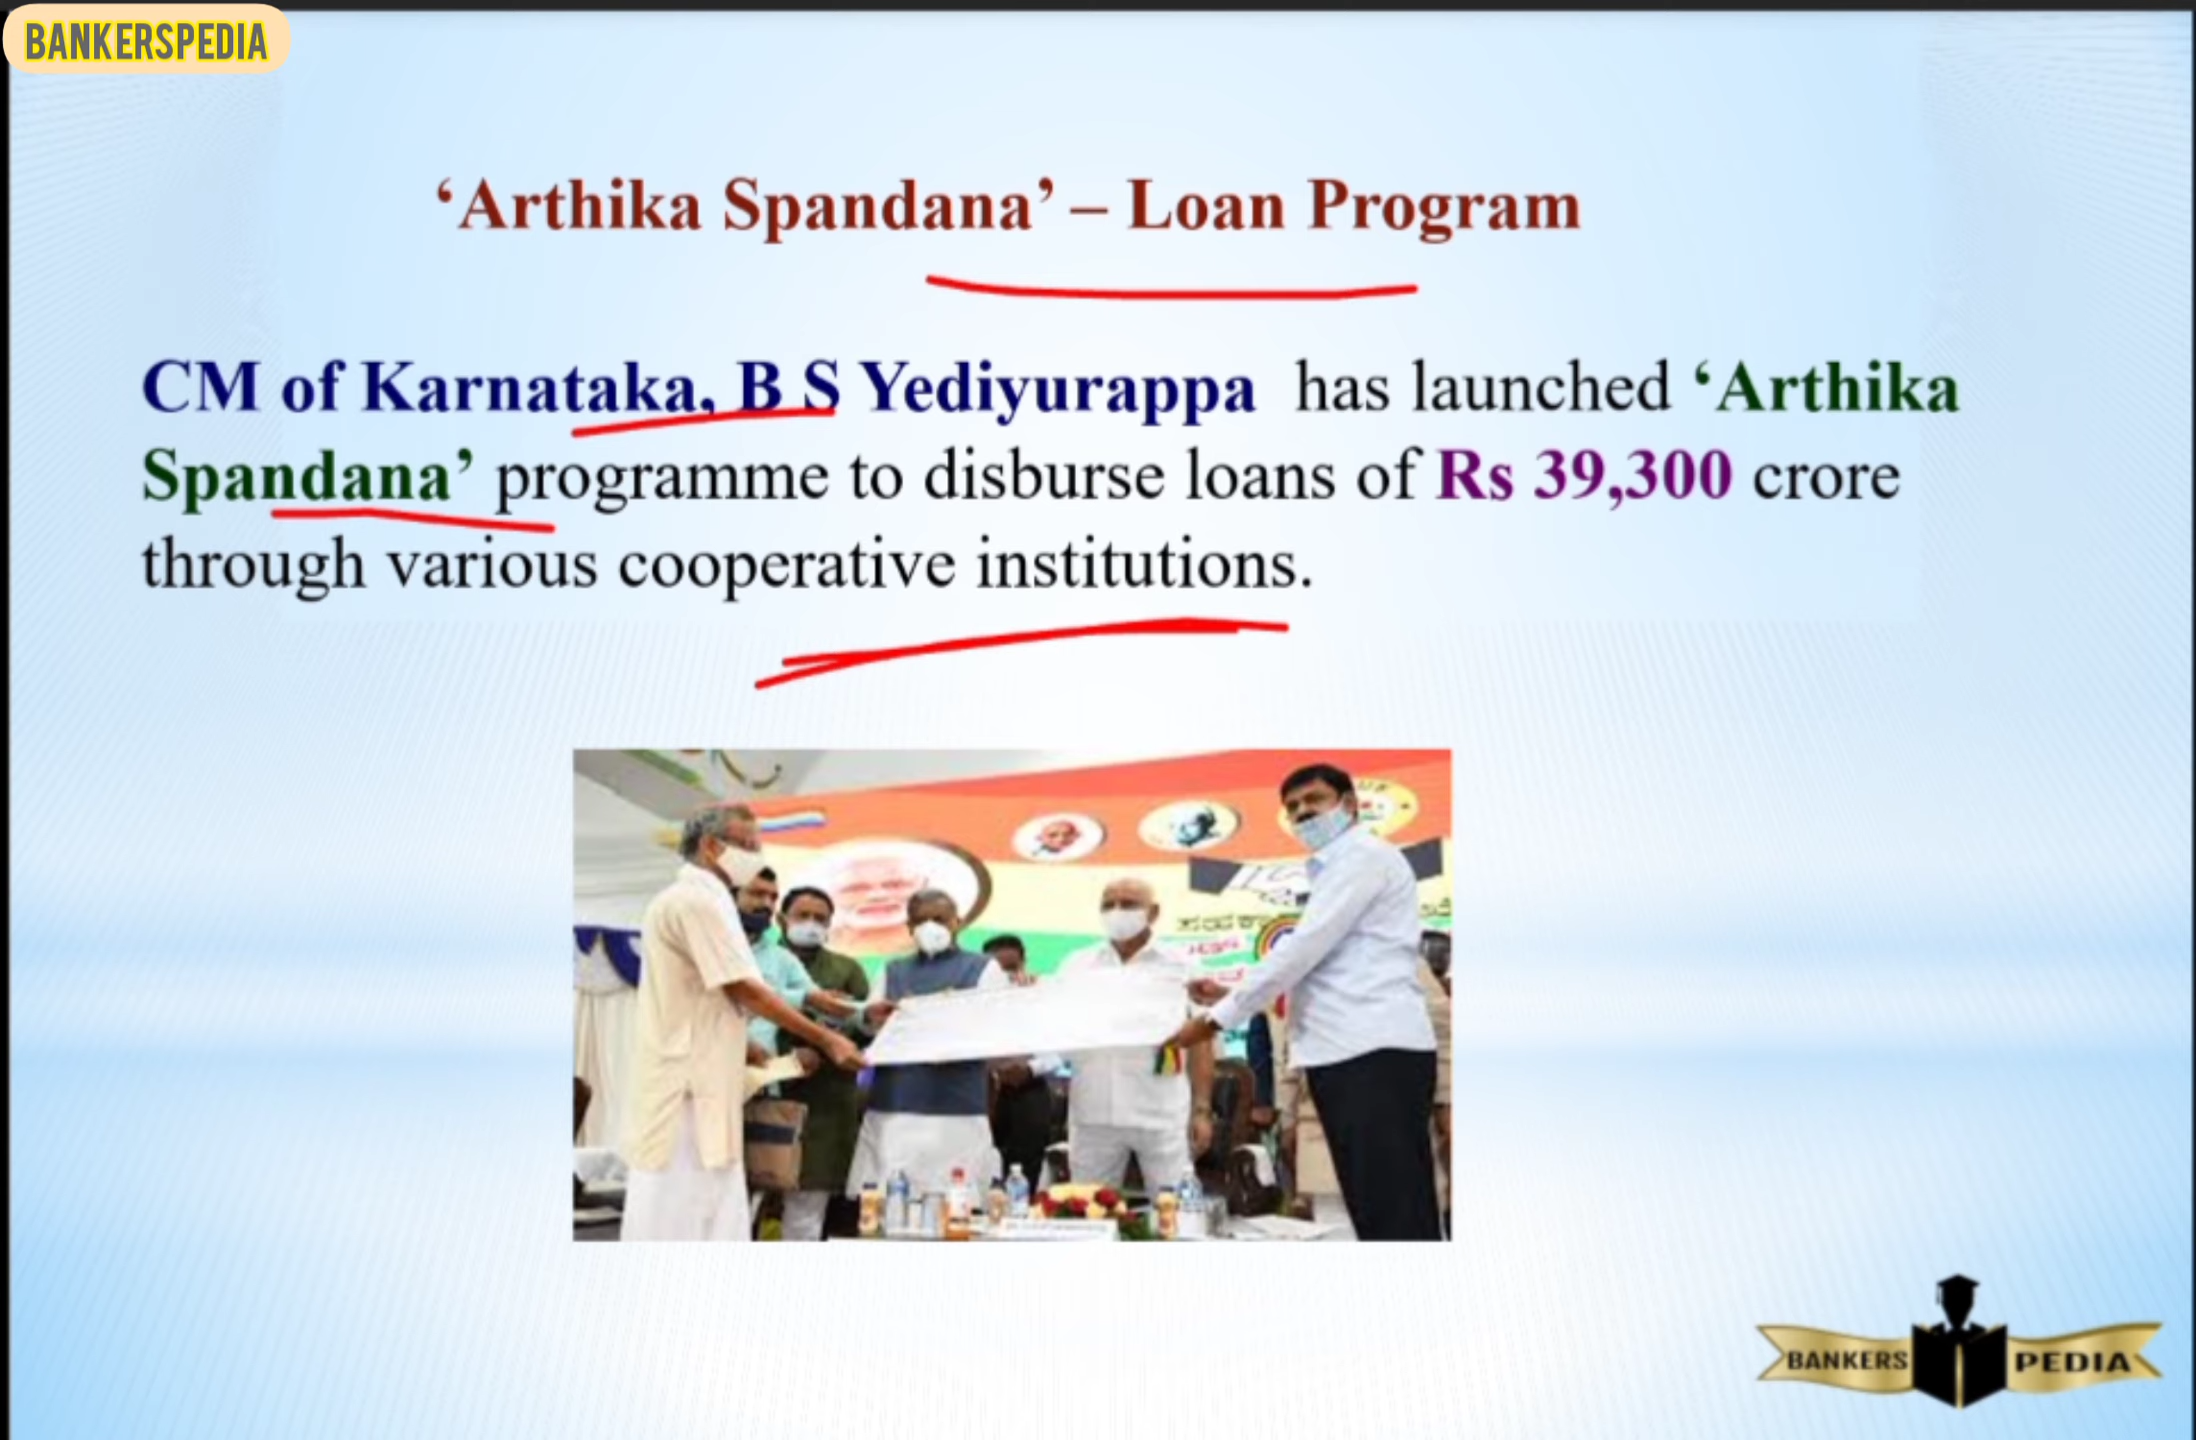 BANKERSPEDIA
‘Arthika Spandana’ – Loan Program
CM of Karnataka, B S Yediyurappa has launched ‘Arthika
Spandana’ programme to disburse loans of Rs 39,300 crore
through various cooperative institutions.
BANKERS PEDIA